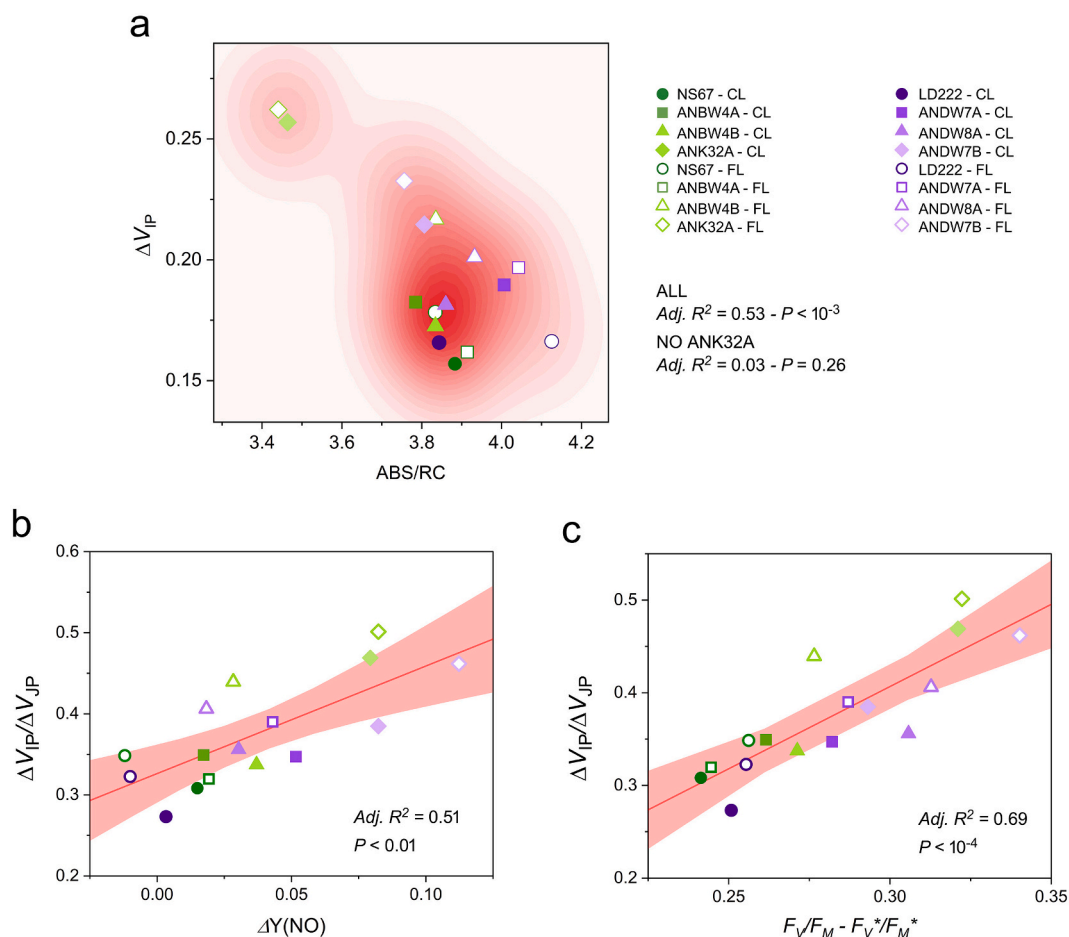 a
ΔV_IP
0.25
0.20
0.15
3.4
3.6
3.8
4.0
4.2
ABS/RC
NS67 - CL
ANBW4A - CL
ANBW4B - CL
ANK32A - CL
NS67 - FL
ANBW4A - FL
ANBW4B - FL
ANK32A - FL
LD222 - CL
ANDW7A - CL
ANDW8A - CL
ANDW7B - CL
LD222 - FL
ANDW7A - FL
ANDW8A - FL
ANDW7B - FL
ALL
Adj. R² = 0.53 - P < 10⁻³
NO ANK32A
Adj. R² = 0.03 - P = 0.26
b
ΔV_IP/ΔV_JP
0.6
0.5
0.4
0.3
0.2
0.00
0.05
0.10
ΔY(NO)
Adj. R² = 0.51
P < 0.01
c
ΔV_IP/ΔV_JP
0.5
0.4
0.3
0.2
0.25
0.30
0.35
F_V/F_M - F_V*/F_M*
Adj. R² = 0.69
P < 10⁻⁴